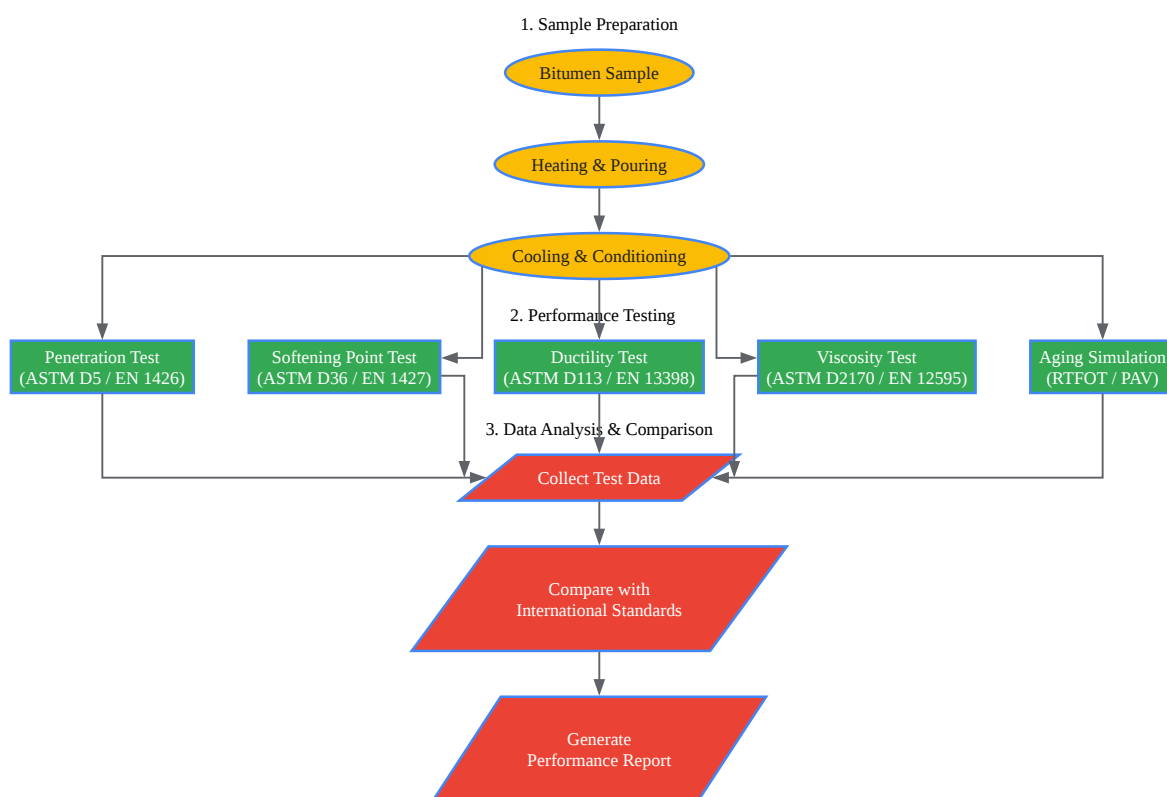 1. Sample Preparation
Bitumen Sample
Heating & Pouring
Cooling & Conditioning
2. Performance Testing
Penetration Test
(ASTM D5 / EN 1426)
Softening Point Test
(ASTM D36 / EN 1427)
Ductility Test
(ASTM D113 / EN 13398)
Viscosity Test
(ASTM D2170 / EN 12595)
Aging Simulation
(RTFOT / PAV)
3. Data Analysis & Comparison
Collect Test Data
Compare with
International Standards
Generate
Performance Report